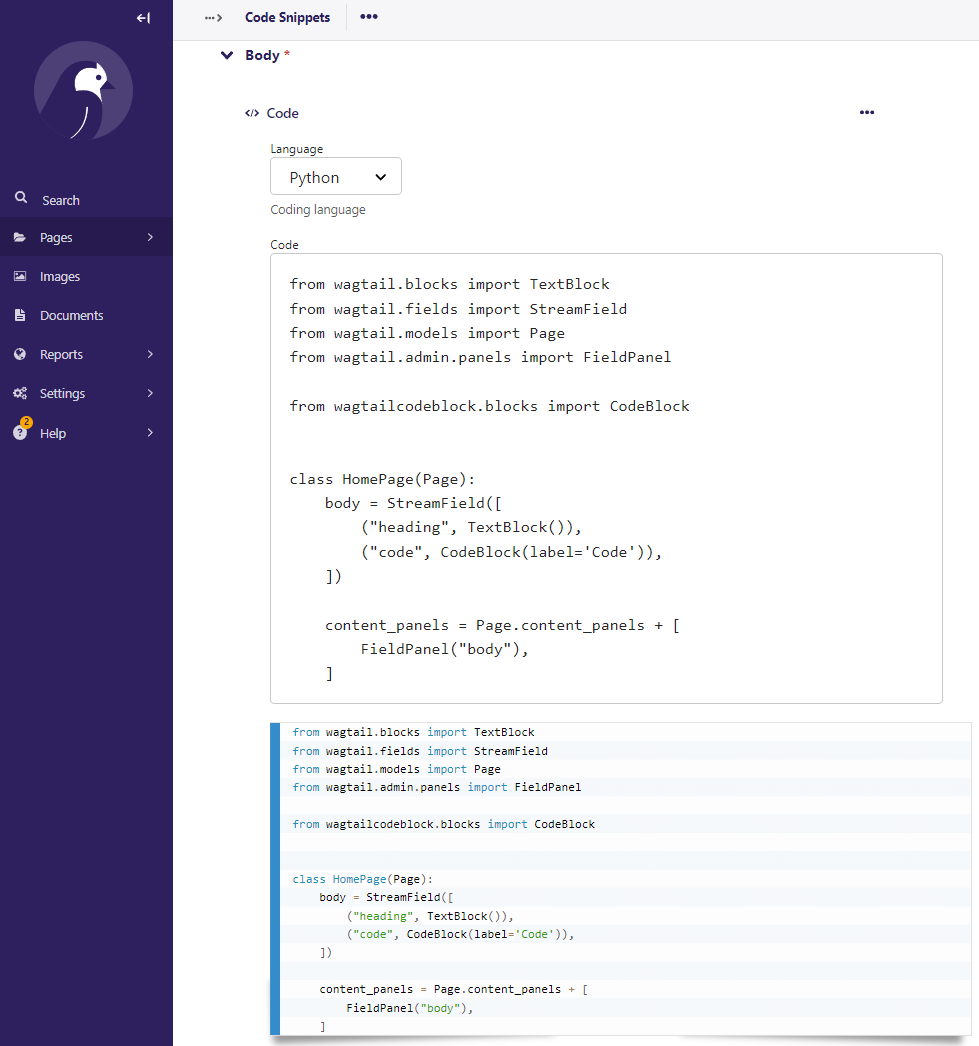 Code Snippets
Body *
Search
Pages
Images
Documents
Reports
Settings
2
Help
</> Code
Language
Python
Coding language
Code
from wagtail.blocks import TextBlock
from wagtail.fields import StreamField
from wagtail.models import Page
from wagtail.admin.panels import FieldPanel
from wagtailcodeblock.blocks import CodeBlock
class HomePage(Page):
    body = StreamField([
        ("heading", TextBlock()),
        ("code", CodeBlock(label='Code')),
    ])
    content_panels = Page.content_panels + [
        FieldPanel("body"),
    ]
from wagtail.blocks import TextBlock
from wagtail.fields import StreamField
from wagtail.models import Page
from wagtail.admin.panels import FieldPanel
from wagtailcodeblock.blocks import CodeBlock
class HomePage(Page):
    body = StreamField([
        ("heading", TextBlock()),
        ("code", CodeBlock(label='Code')),
    ])
    content_panels = Page.content_panels + [
        FieldPanel("body"),
    ]